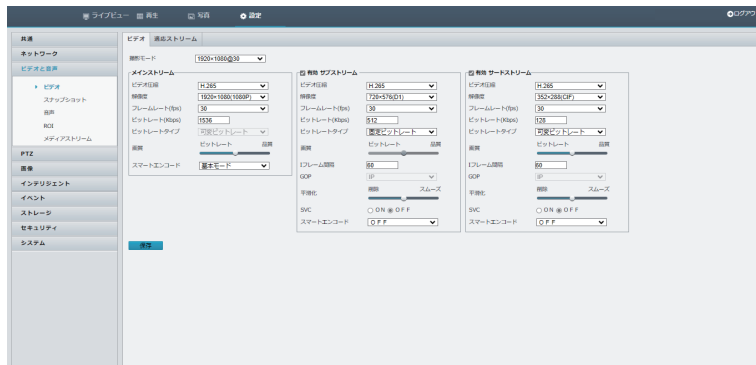 ライブビュー 再生 写真 設定 ログアウ
共通
ネットワーク
ビデオと音声
ビデオ
スナップショット
音声
ROI
メディアストリーム
PTZ
画像
インテリジェント
イベント
ストレージ
セキュリティ
システム
ビデオ 適応ストリーム
撮影モード 1920×1080@30
メインストリーム
ビデオ圧縮 H.265
解像度 1920×1080(1080P)
フレームレート(fps) 30
ビットレート(Kbps) 1536
ビットレートタイプ 可変ビットレート
画質 ビットレート 品質
スマートエンコード 基本モード
有効 サブストリーム
ビデオ圧縮 H.265
解像度 720×576(D1)
フレームレート(fps) 30
ビットレート(Kbps) 512
ビットレートタイプ 固定ビットレート
画質 ビットレート 品質
Iフレーム間隔 60
GOP IP
平滑化 明瞭 スムーズ
SVC ON OFF
スマートエンコード OFF
有効 サードストリーム
ビデオ圧縮 H.265
解像度 352×288(CIF)
フレームレート(fps) 30
ビットレート(Kbps) 128
ビットレートタイプ 可変ビットレート
画質 ビットレート 品質
Iフレーム間隔 60
GOP IP
平滑化 明瞭 スムーズ
SVC ON OFF
スマートエンコード OFF
保存